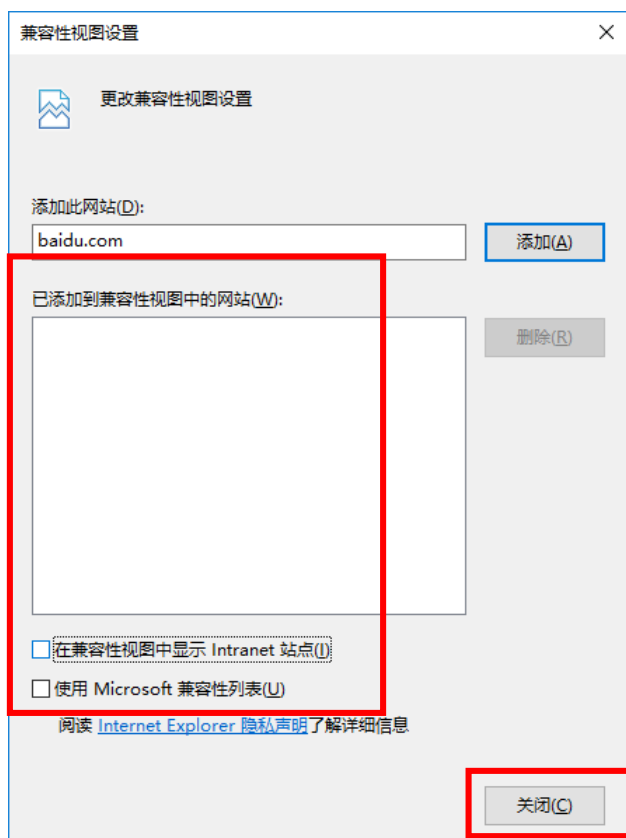 兼容性视图设置
更改兼容性视图设置
添加此网站(D):
baidu.com
添加(A)
已添加到兼容性视图中的网站(W):
删除(R)
在兼容性视图中显示 Intranet 站点(I)
使用 Microsoft 兼容性列表(U)
阅读 Internet Explorer 隐私声明了解详细信息
关闭(C)